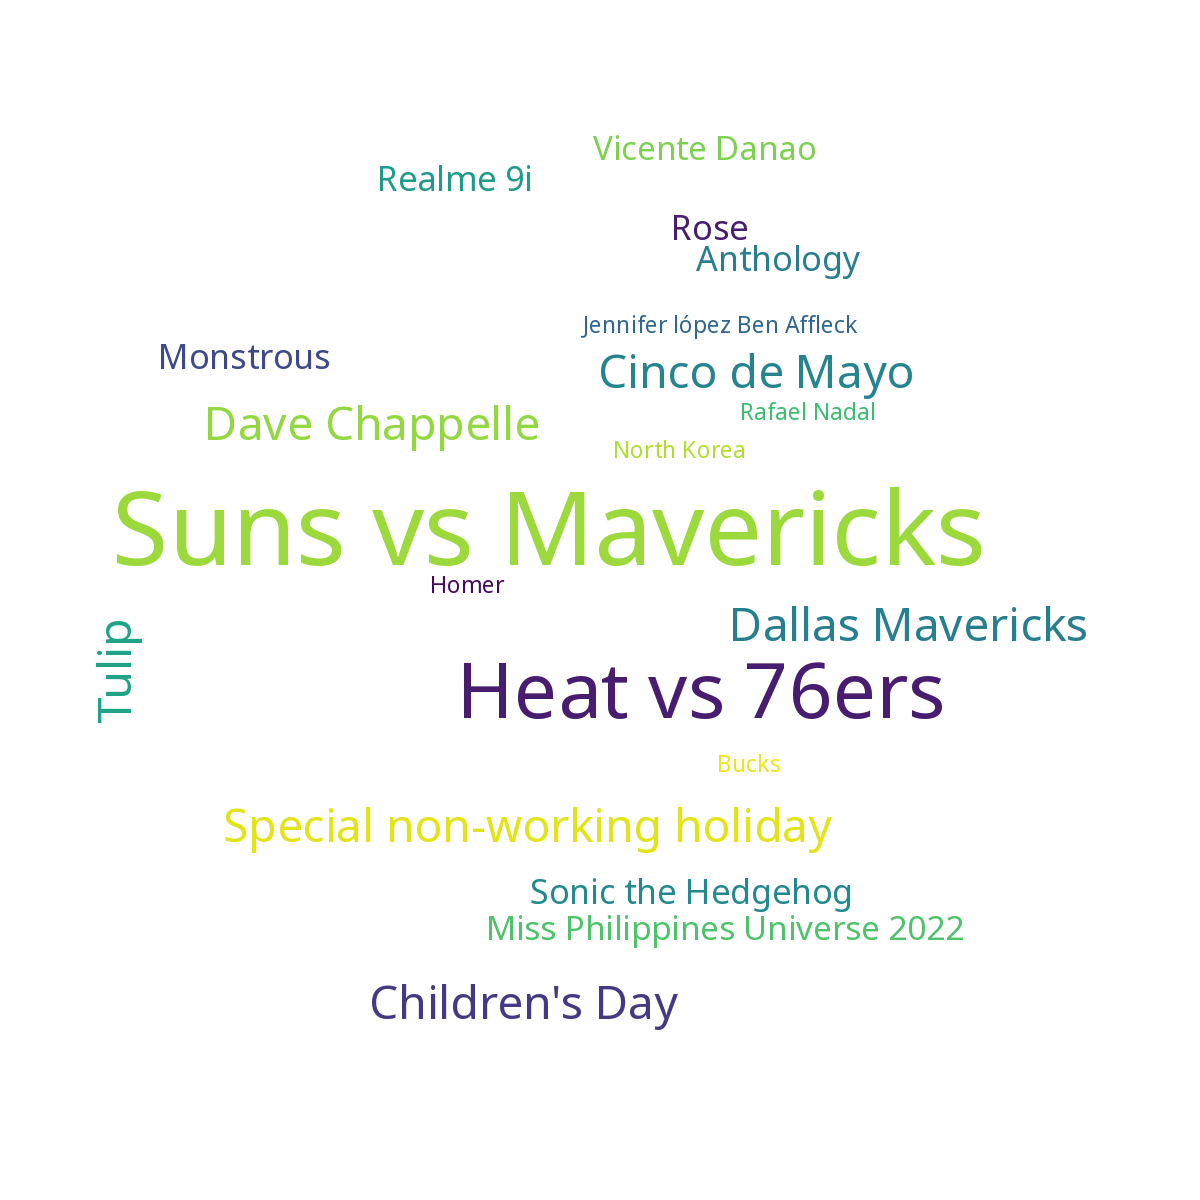 Vicente Danao
Realme 9i
Rose
Anthology
Jennifer lópez Ben Affleck
Monstrous
Cinco de Mayo
Rafael Nadal
Dave Chappelle
North Korea
Suns vs Mavericks
Homer
Dallas Mavericks
Tulip
Heat vs 76ers
Bucks
Special non-working holiday
Sonic the Hedgehog
Miss Philippines Universe 2022
Children's Day